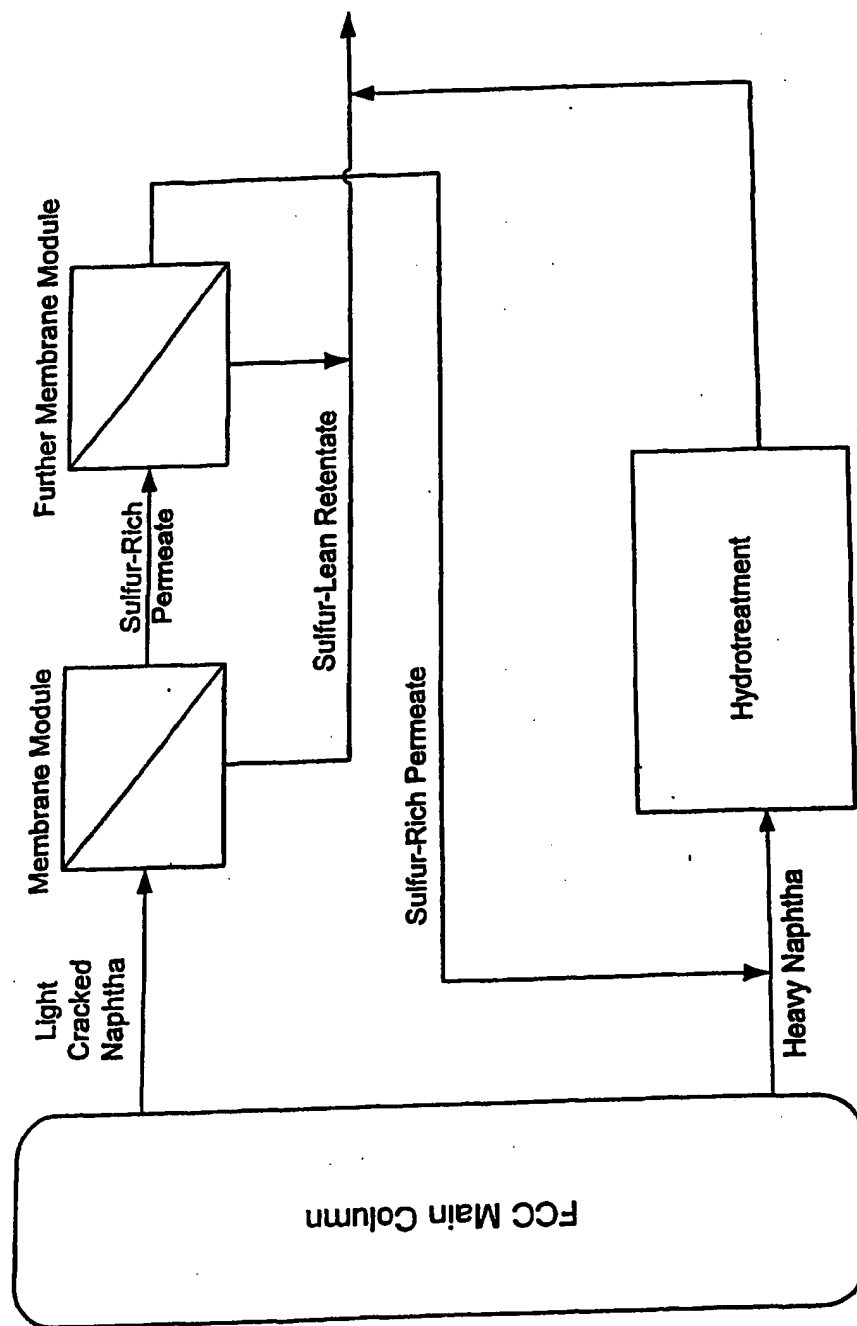 Further Membrane Module
Membrane Module
Sulfur-Rich
Permeate
Sulfur-Lean Retentate
Light
Cracked
Naphtha
Sulfur-Rich Permeate
Hydrotreatment
Heavy Naphtha
FCC Main Column